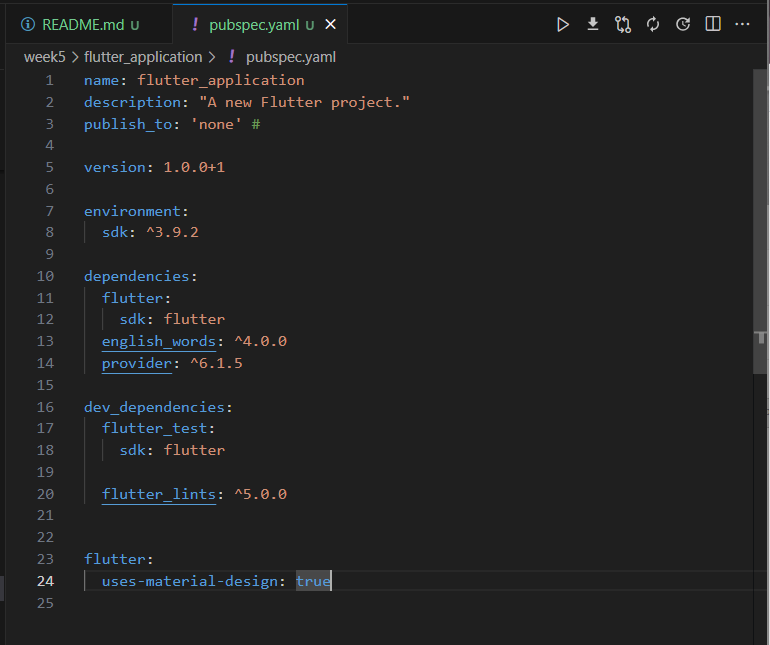 README.md U
! pubspec.yaml U
week5 > flutter_application > ! pubspec.yaml
1 name: flutter_application
2 description: "A new Flutter project."
3 publish_to: 'none' #
4
5 version: 1.0.0+1
6
7 environment:
8   sdk: ^3.9.2
9
10 dependencies:
11   flutter:
12     sdk: flutter
13   english_words: ^4.0.0
14   provider: ^6.1.5
15
16 dev_dependencies:
17   flutter_test:
18     sdk: flutter
19
20   flutter_lints: ^5.0.0
21
22
23 flutter:
24   uses-material-design: true
25